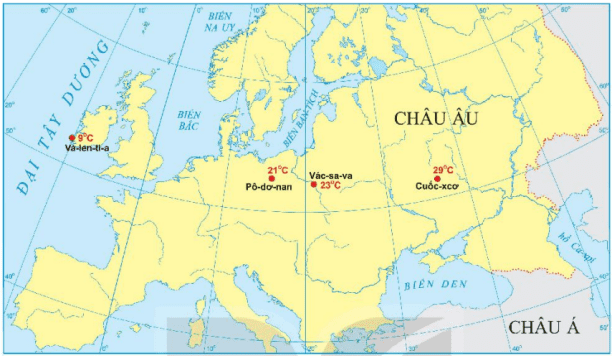 BIỂN
NA UY
ĐẠI TÂY DƯƠNG
BIỂN
BẮC
BIỂN BAN TÍCH
CHÂU ÂU
9°C
Va-len-ti-a
21°C
Pô-dơ-nan
Vác-sa-va
23°C
29°C
Cuốc-xcơ
hồ Ca-xpi
BIỂN ĐEN
CHÂU Á